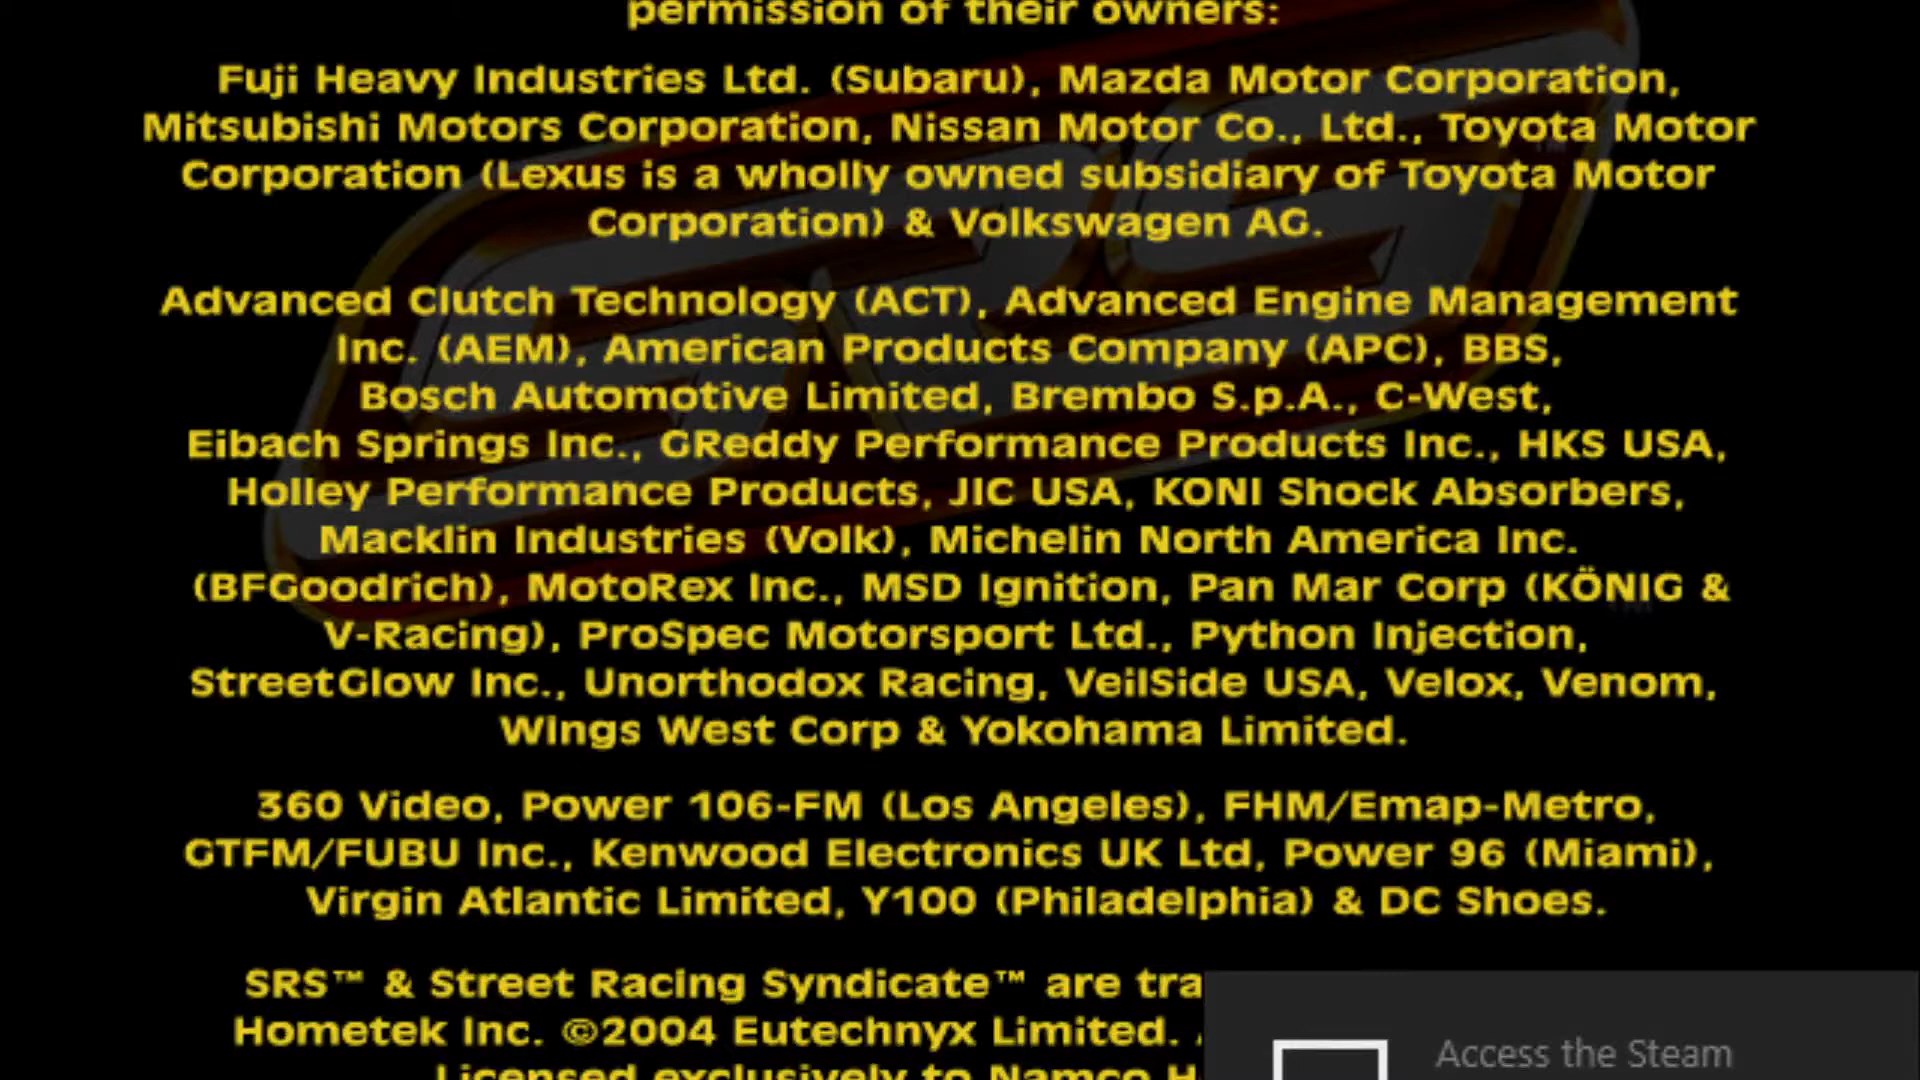 permission of their owners:
Fuji Heavy Industries Ltd. (Subaru), Mazda Motor Corporation,
Mitsubishi Motors Corporation, Nissan Motor Co., Ltd., Toyota Motor
Corporation (Lexus is a wholly owned subsidiary of Toyota Motor
Corporation) & Volkswagen AG.
Advanced Clutch Technology (ACT), Advanced Engine Management
Inc. (AEM), American Products Company (APC), BBS,
Bosch Automotive Limited, Brembo S.p.A., C-West,
Eibach Springs Inc., GReddy Performance Products Inc., HKS USA,
Holley Performance Products, JIC USA, KONI Shock Absorbers,
Macklin Industries (Volk), Michelin North America Inc.
(BFGoodrich), MotoRex Inc., MSD Ignition, Pan Mar Corp (KÖNIG &
V-Racing), ProSpec Motorsport Ltd., Python Injection,
StreetGlow Inc., Unorthodox Racing, VeilSide USA, Velox, Venom,
Wings West Corp & Yokohama Limited.
360 Video, Power 106-FM (Los Angeles), FHM/Emap-Metro,
GTFM/FUBU Inc., Kenwood Electronics UK Ltd, Power 96 (Miami),
Virgin Atlantic Limited, Y100 (Philadelphia) & DC Shoes.
SRS™ & Street Racing Syndicate™ are tra
Hometek Inc. ©2004 Eutechnyx Limited.
Licensed exclusively to Namco H
Access the Steam
SRS